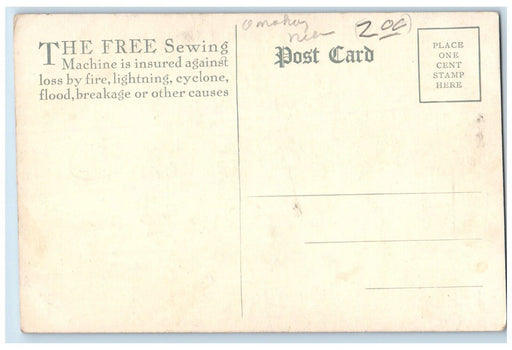 THE FREE Sewing
Machine is insured against
loss by fire, lightning, cyclone,
flood, breakage or other causes
Omaha
Neb
2.00
Post Card
PLACE
ONE
CENT
STAMP
HERE